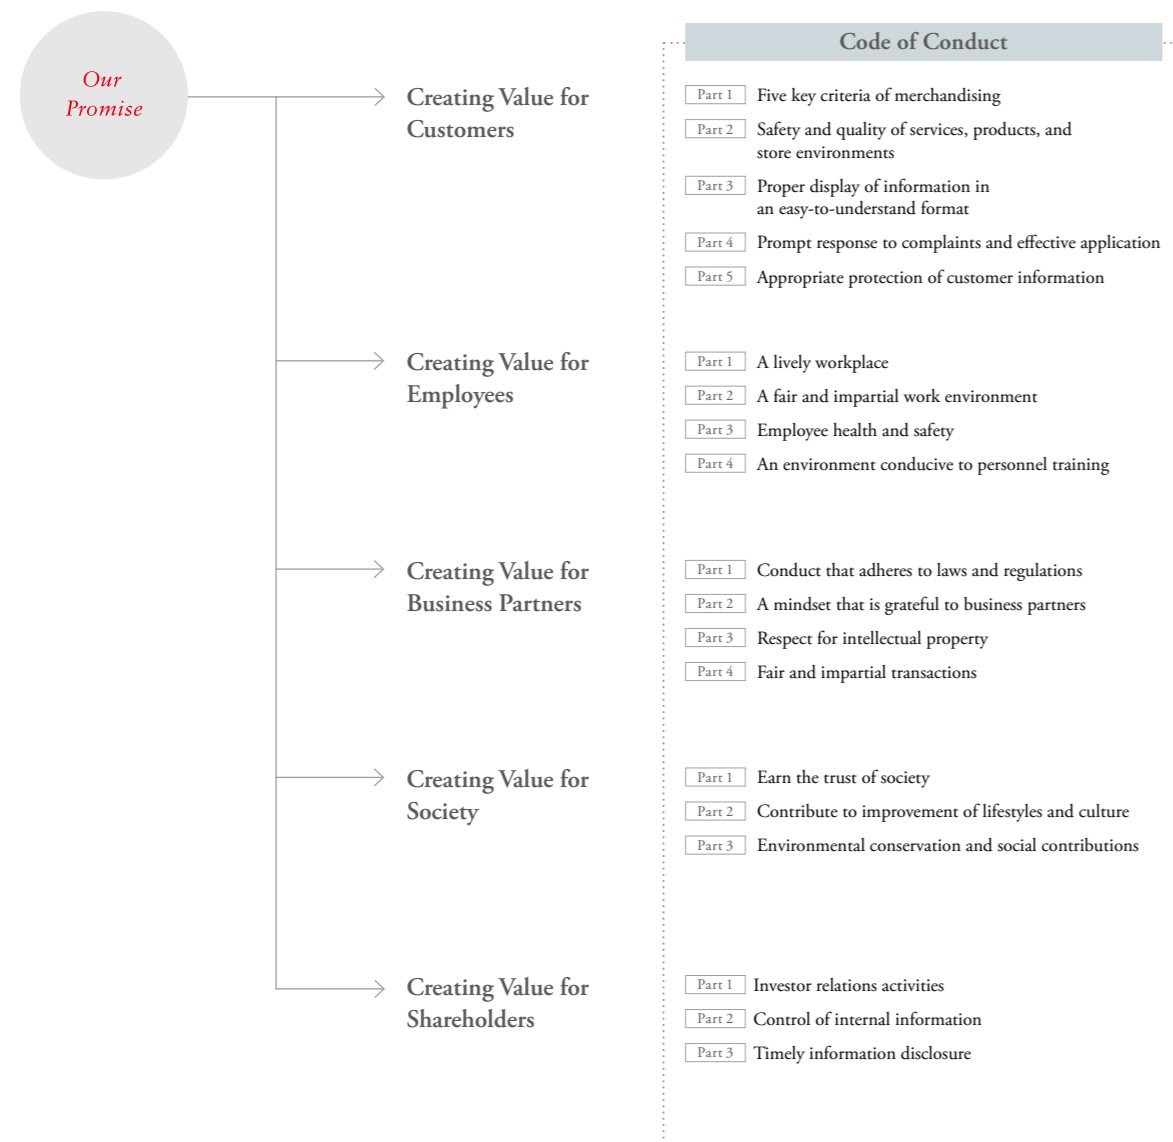 Our
Promise
Code of Conduct
Creating Value for
Customers
Part 1 Five key criteria of merchandising
Part 2 Safety and quality of services, products, and
store environments
Part 3 Proper display of information in
an easy-to-understand format
Part 4 Prompt response to complaints and effective application
Part 5 Appropriate protection of customer information
Creating Value for
Employees
Part 1 A lively workplace
Part 2 A fair and impartial work environment
Part 3 Employee health and safety
Part 4 An environment conducive to personnel training
Creating Value for
Business Partners
Part 1 Conduct that adheres to laws and regulations
Part 2 A mindset that is grateful to business partners
Part 3 Respect for intellectual property
Part 4 Fair and impartial transactions
Creating Value for
Society
Part 1 Earn the trust of society
Part 2 Contribute to improvement of lifestyles and culture
Part 3 Environmental conservation and social contributions
Creating Value for
Shareholders
Part 1 Investor relations activities
Part 2 Control of internal information
Part 3 Timely information disclosure